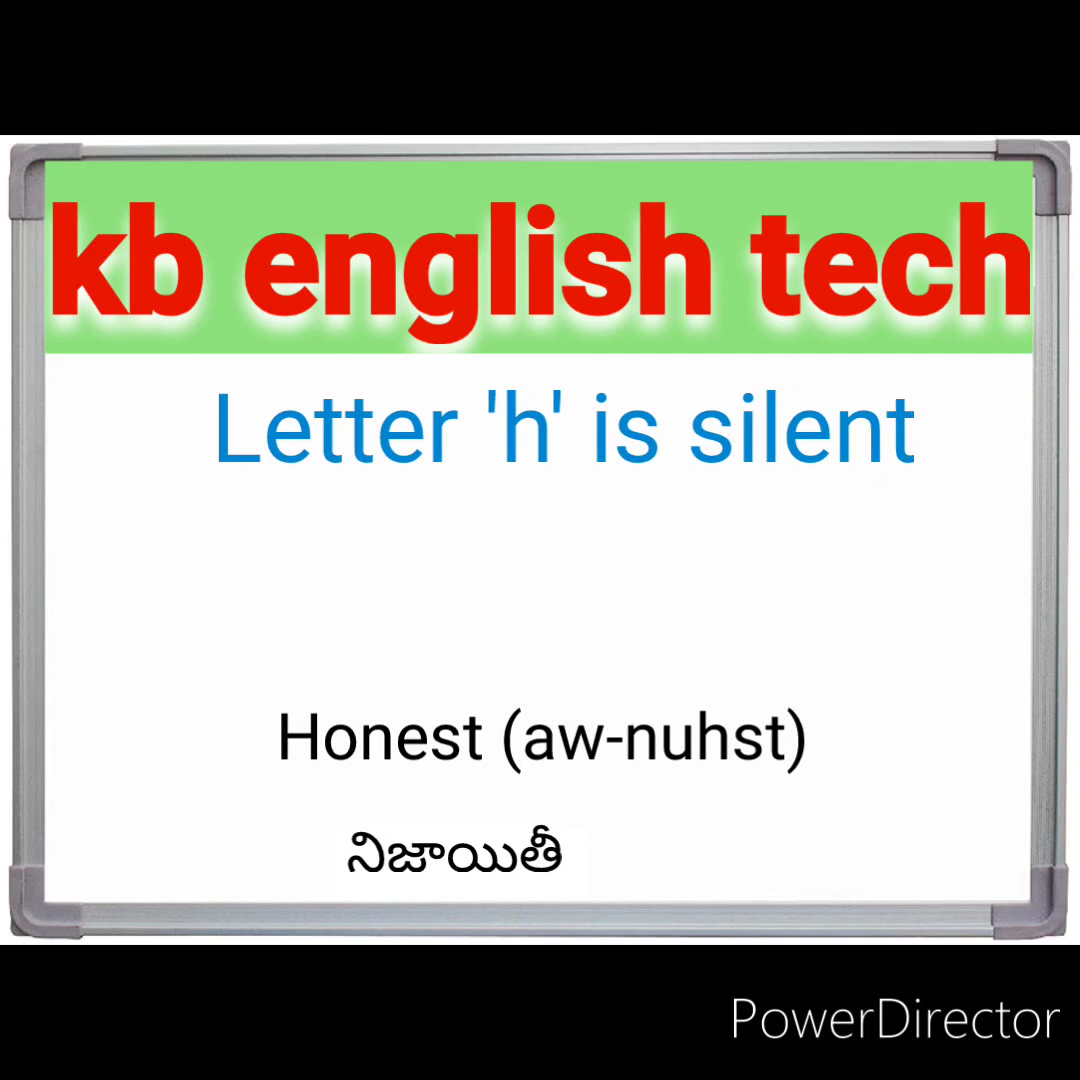 kb english tech
Letter 'h' is silent
Honest (aw-nuhst)
నిజాయితీ
PowerDirector